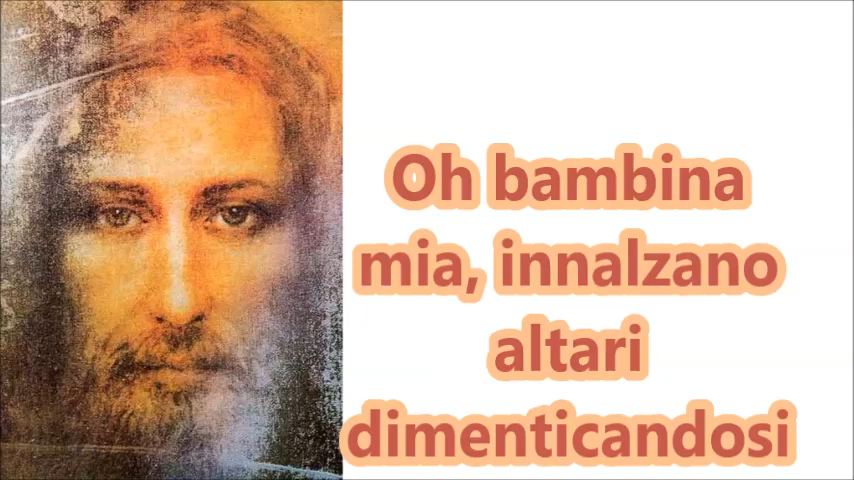 Oh bambina
mia, innalzano
altari
dimenticandosi